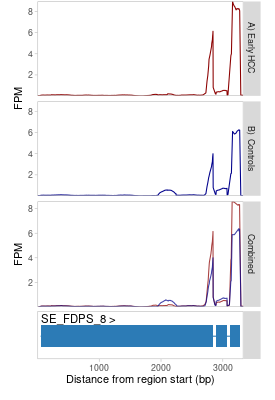 8
6
4
2
FPM
A) Early HCC
8
6
4
2
B) Controls
8
6
4
2
FPM
Combined
SE_FDPS_8 >
1000 2000 3000
Distance from region start (bp)